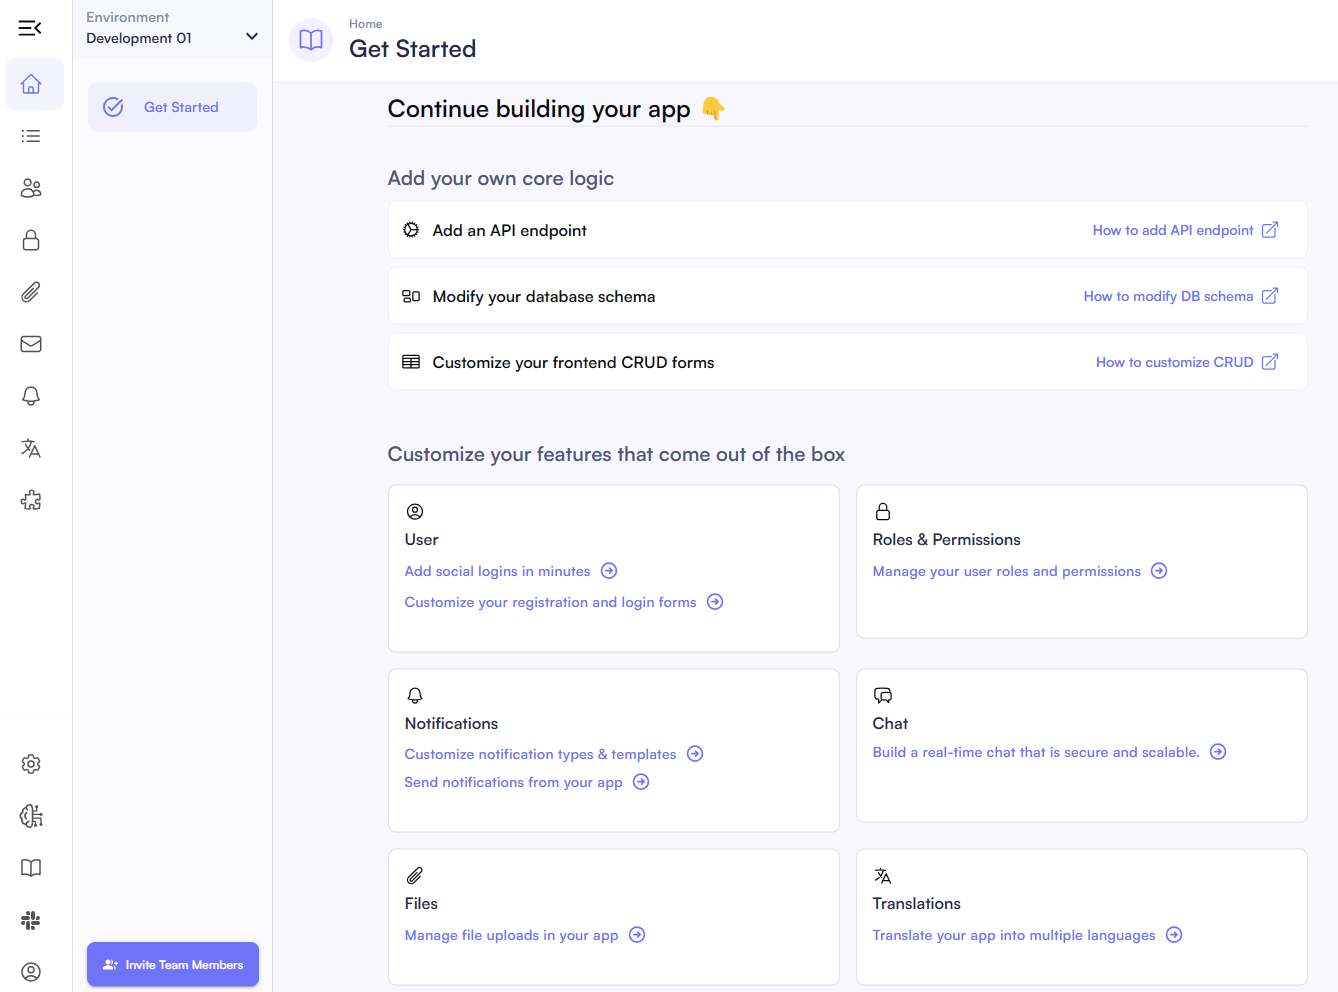 Environment
Development 01
Get Started
Invite Team Members
Home
Get Started
Continue building your app 👇
Add your own core logic
Add an API endpoint
How to add API endpoint
Modify your database schema
How to modify DB schema
Customize your frontend CRUD forms
How to customize CRUD
Customize your features that come out of the box
User
Add social logins in minutes
Customize your registration and login forms
Roles & Permissions
Manage your user roles and permissions
Notifications
Customize notification types & templates
Send notifications from your app
Chat
Build a real-time chat that is secure and scalable.
Files
Manage file uploads in your app
Translations
Translate your app into multiple languages